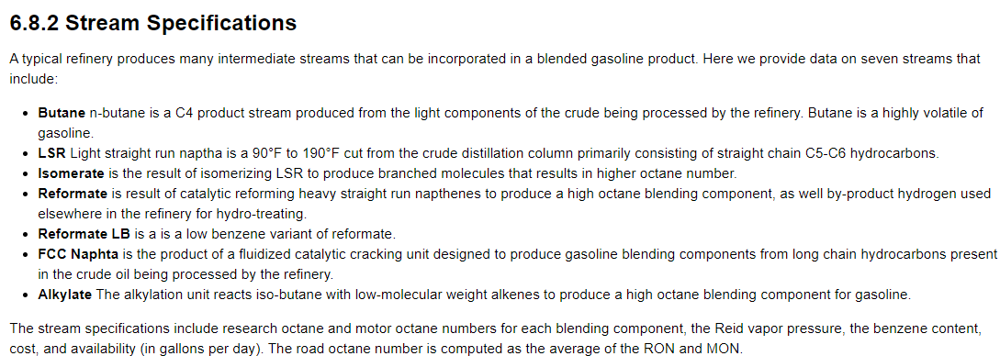 6.8.2 Stream Specifications
A typical refinery produces many intermediate streams that can be incorporated in a blended gasoline product. Here we provide data on seven streams that
include:
• Butane n-butane is a C4 product stream produced from the light components of the crude being processed by the refinery. Butane is a highly volatile of
gasoline.
• LSR Light straight run naptha is a 90°F to 190°F cut from the crude distillation column primarily consisting of straight chain C5-C6 hydrocarbons.
• Isomerate is the result of isomerizing LSR to produce branched molecules that results in higher octane number.
• Reformate is result of catalytic reforming heavy straight run napthenes to produce a high octane blending component, as well by-product hydrogen used
elsewhere in the refinery for hydro-treating.
• Reformate LB is a is a low benzene variant of reformate.
• FCC Naphta is the product of a fluidized catalytic cracking unit designed to produce gasoline blending components from long chain hydrocarbons present
in the crude oil being processed by the refinery.
• Alkylate The alkylation unit reacts iso-butane with low-molecular weight alkenes to produce a high octane blending component for gasoline.
The stream specifications include research octane and motor octane numbers for each blending component, the Reid vapor pressure, the benzene content,
cost, and availability (in gallons per day). The road octane number is computed as the average of the RON and MON.